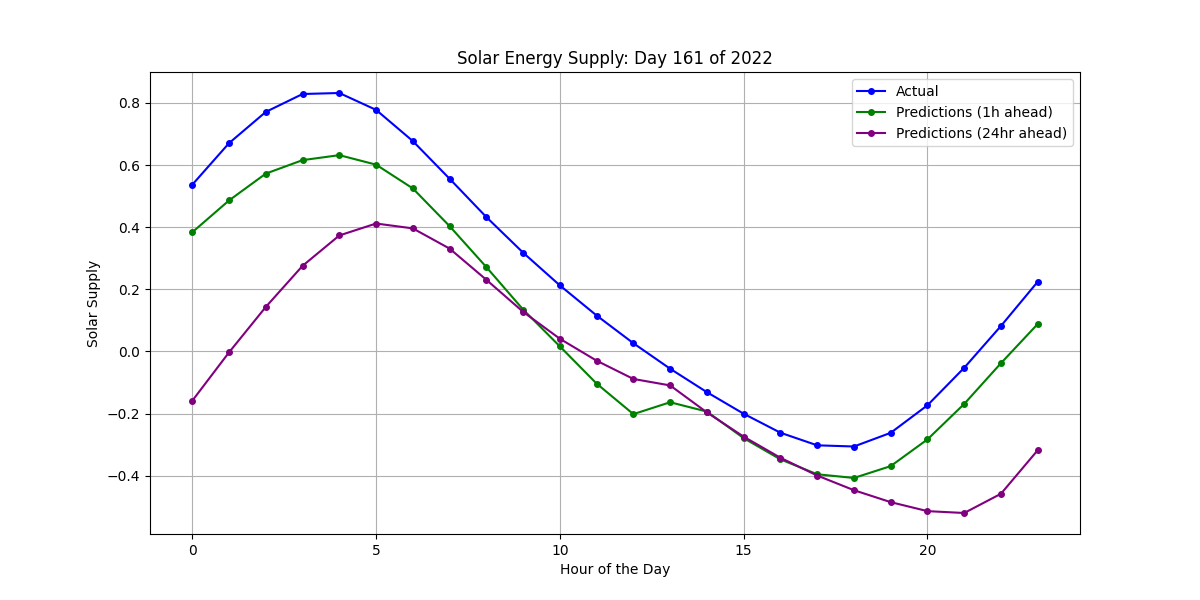 Solar Energy Supply: Day 161 of 2022
Actual
Predictions (1h ahead)
Predictions (24hr ahead)
0.8
0.6
0.4
0.2
0.0
−0.2
−0.4
Solar Supply
0 5 10 15 20
Hour of the Day